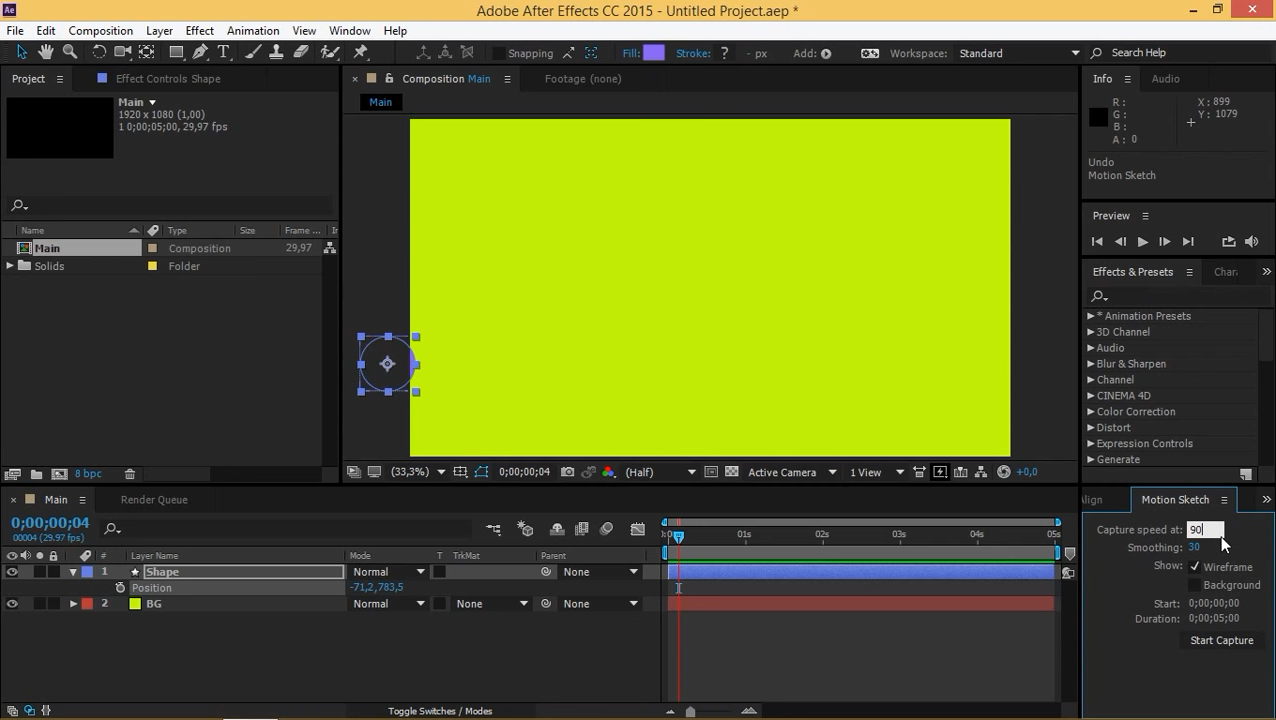 Ae Adobe After Effects CC 2015 - Untitled Project.aep *
File Edit Composition Layer Effect Animation View Window Help
Snapping Fill: Stroke: ? - px Add: Workspace: Standard Search Help
Project Effect Controls Shape
Composition Main Footage (none)
Info Audio
Main
1920 x 1080 (1,00)
1 0;00;05;00, 29,97 fps
Main
R:
G:
B:
A: 0
X: 899
Y: 1079
Undo
Motion Sketch
Preview
Name Type Size Frame ... Ir
Main Composition 29,97
Solids Folder
Effects & Presets Chara
* Animation Presets
3D Channel
Audio
Blur & Sharpen
Channel
CINEMA 4D
Color Correction
Distort
Expression Controls
Generate
8 bpc
(33,3%) 0;00;00;04 (Half) Active Camera 1 View +0,0
Main Render Queue
Align Motion Sketch
0;00;00;04
00004 (29.97 fps)
01s 02s 03s 04s 05s
Layer Name Mode T TrkMat Parent
1 Shape Normal None
Position -71,2,783,5
2 BG Normal None None
Capture speed at: 90
Smoothing: 30
Show: Wireframe
Background
Start: 0;00;00;00
Duration: 0;00;05;00
Start Capture
Toggle Switches / Modes